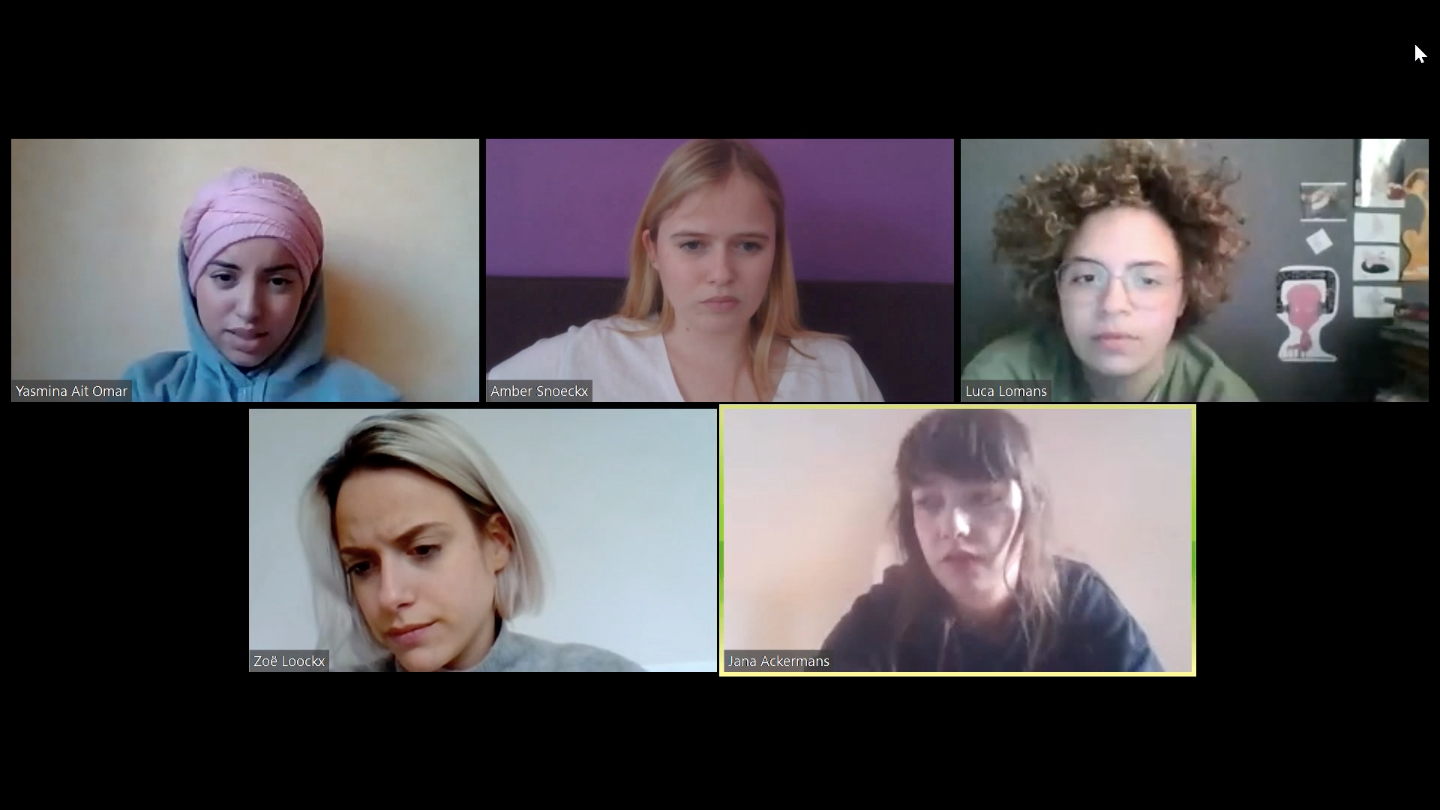 Yasmina Ait Omar
Amber Snoeckx
Luca Lomans
Zoë Loockx
Jana Ackermans